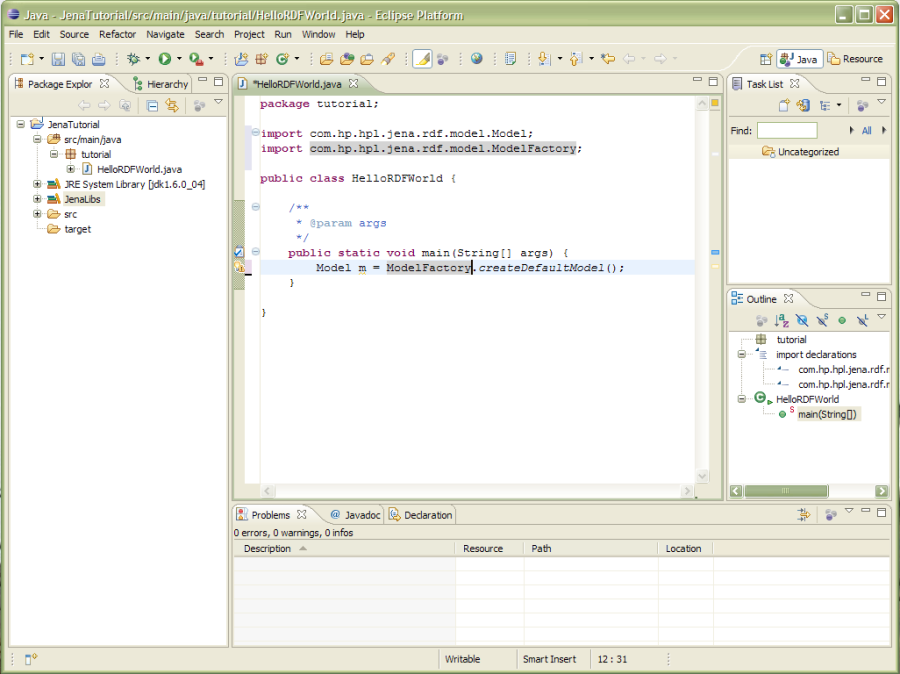 Java - JenaTutorial/src/main/java/tutorial/HelloRDFWorld.java - Eclipse Platform
File Edit Source Refactor Navigate Search Project Run Window Help
Java Resource
Package Explor
Hierarchy
JenaTutorial
src/main/java
tutorial
HelloRDFWorld.java
JRE System Library [jdk1.6.0_04]
JenaLibs
src
target
*HelloRDFWorld.java
package tutorial;
import com.hp.hpl.jena.rdf.model.Model;
import com.hp.hpl.jena.rdf.model.ModelFactory;
public class HelloRDFWorld {
/**
* @param args
*/
public static void main(String[] args) {
Model m = ModelFactory.createDefaultModel();
}
}
Task List
Find: All
Uncategorized
Outline
tutorial
import declarations
com.hp.hpl.jena.rdf.r
com.hp.hpl.jena.rdf.r
HelloRDFWorld
main(String[])
Problems @ Javadoc Declaration
0 errors, 0 warnings, 0 infos
Description Resource Path Location
Writable Smart Insert 12 : 31